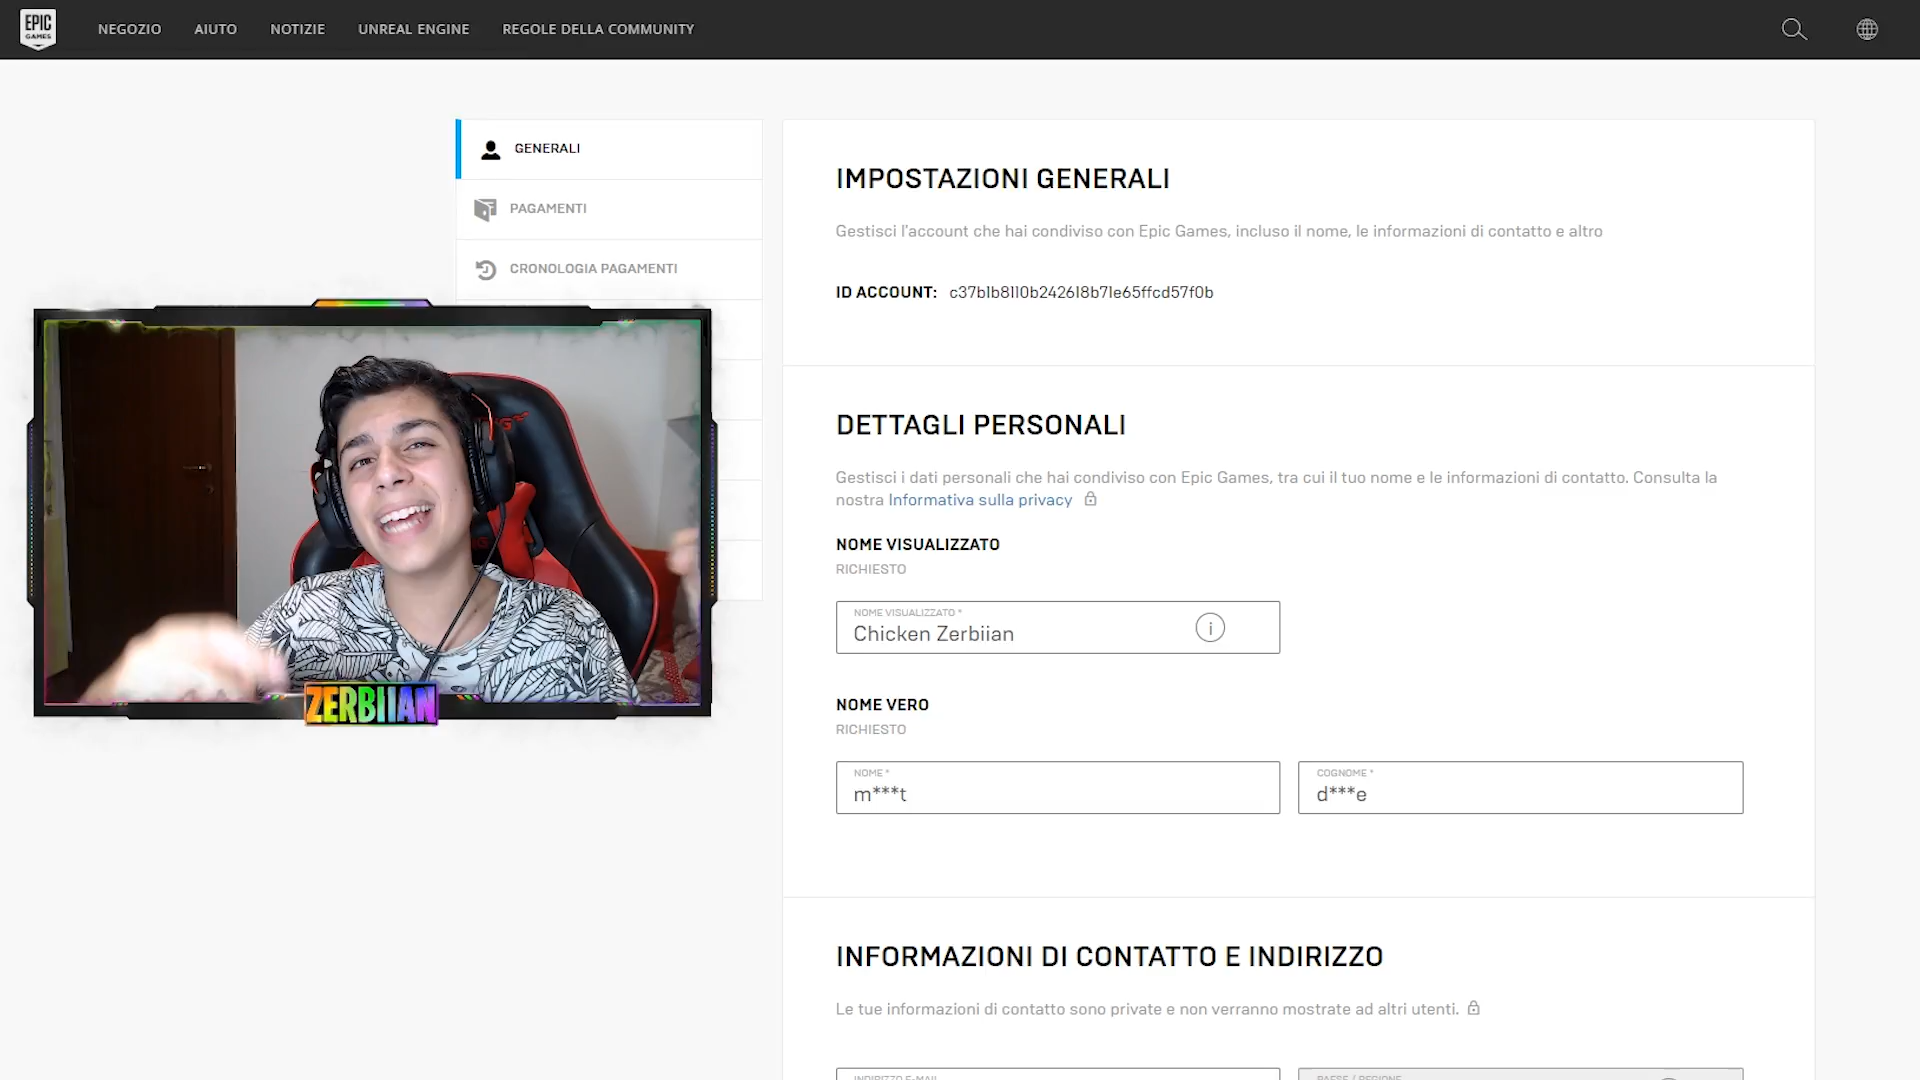 EPIC
GAMES
NEGOZIO
AIUTO
NOTIZIE
UNREAL ENGINE
REGOLE DELLA COMMUNITY
GENERALI
PAGAMENTI
CRONOLOGIA PAGAMENTI
ZERBIIAN
IMPOSTAZIONI GENERALI
Gestisci l'account che hai condiviso con Epic Games, incluso il nome, le informazioni di contatto e altro
ID ACCOUNT: c37b1b8110b242618b71e65ffcd57f0b
DETTAGLI PERSONALI
Gestisci i dati personali che hai condiviso con Epic Games, tra cui il tuo nome e le informazioni di contatto. Consulta la
nostra Informativa sulla privacy
NOME VISUALIZZATO
RICHIESTO
NOME VISUALIZZATO *
Chicken Zerbiian
NOME VERO
RICHIESTO
NOME *
m***t
COGNOME *
d***e
INFORMAZIONI DI CONTATTO E INDIRIZZO
Le tue informazioni di contatto sono private e non verranno mostrate ad altri utenti.
INDIRIZZO E-MAIL
PAESE / REGIONE